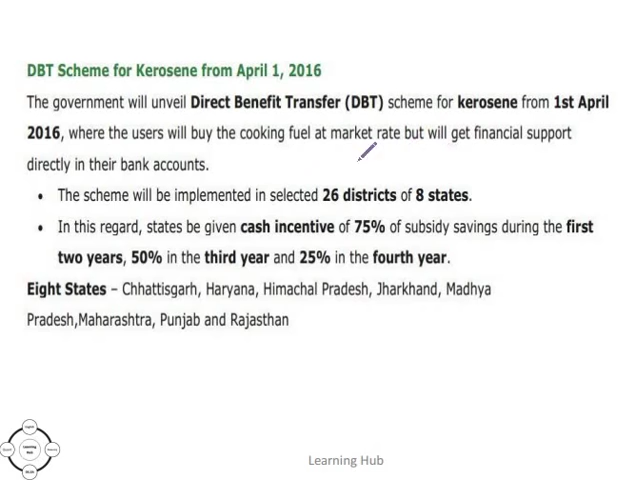 DBT Scheme for Kerosene from April 1, 2016
The government will unveil Direct Benefit Transfer (DBT) scheme for kerosene from 1st April
2016, where the users will buy the cooking fuel at market rate but will get financial support
directly in their bank accounts.
• The scheme will be implemented in selected 26 districts of 8 states.
• In this regard, states be given cash incentive of 75% of subsidy savings during the first
two years, 50% in the third year and 25% in the fourth year.
Eight States – Chhattisgarh, Haryana, Himachal Pradesh, Jharkhand, Madhya
Pradesh,Maharashtra, Punjab and Rajasthan
Learning
Hub
Learning Hub